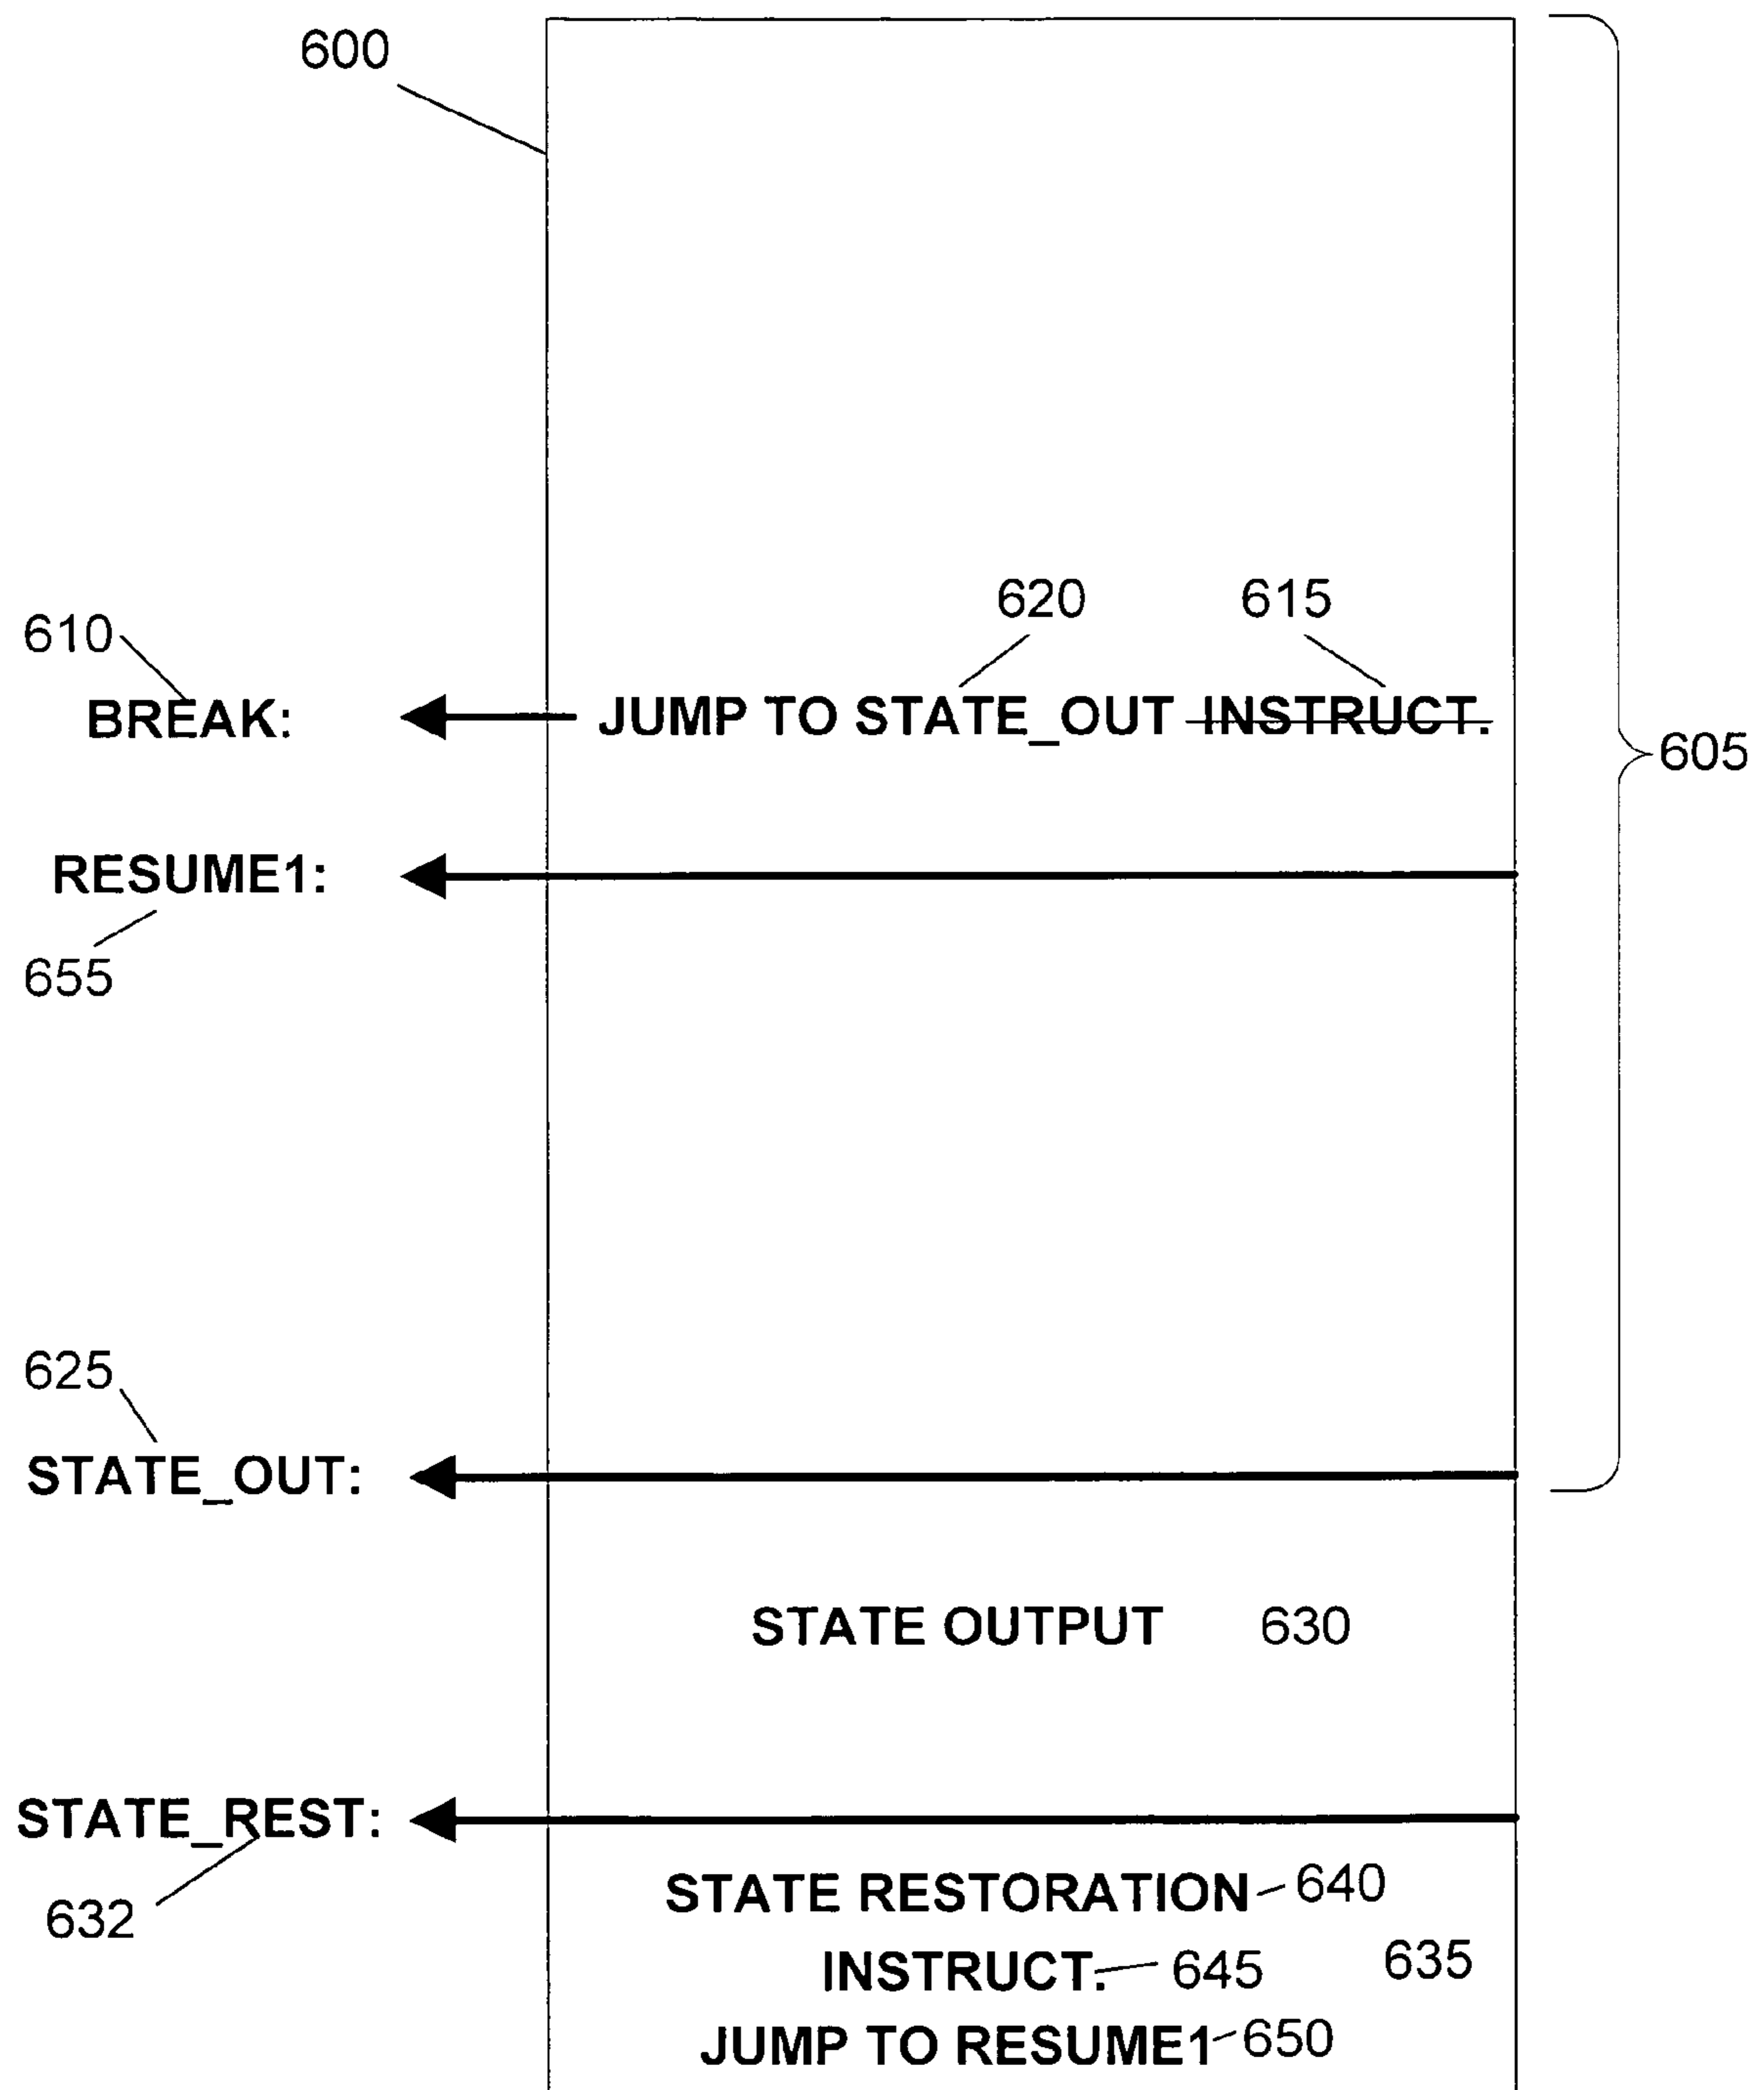 600
620 615
610
BREAK: JUMP TO STATE_OUT INSTRUCT.
605
RESUME1:
655
625
STATE_OUT:
STATE OUTPUT 630
STATE_REST:
632
STATE RESTORATION 640
INSTRUCT. 645 635
JUMP TO RESUME1 650